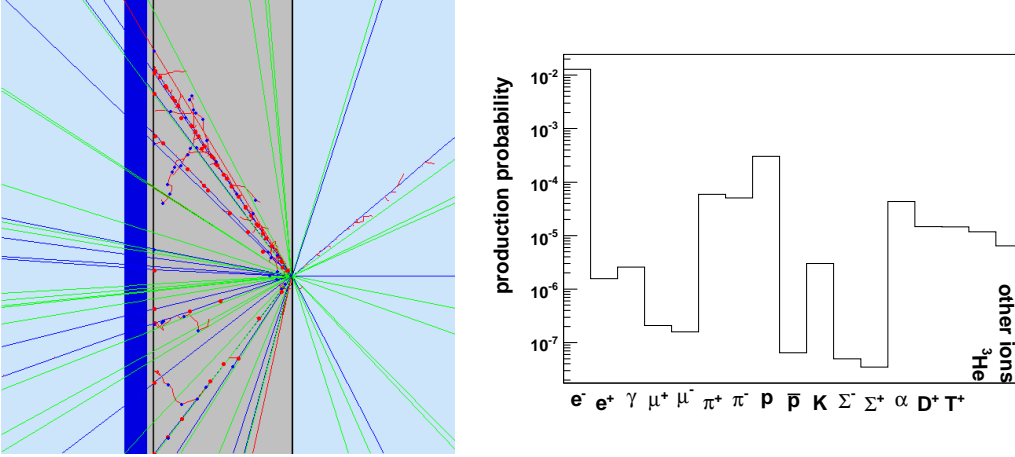 production probability
10⁻²
10⁻³
10⁻⁴
10⁻⁵
10⁻⁶
10⁻⁷
other ions
³He
e⁻ e⁺ γ μ⁺ μ⁻ π⁺ π⁻ p p̅ K Σ⁻ Σ⁺ α D⁺ T⁺